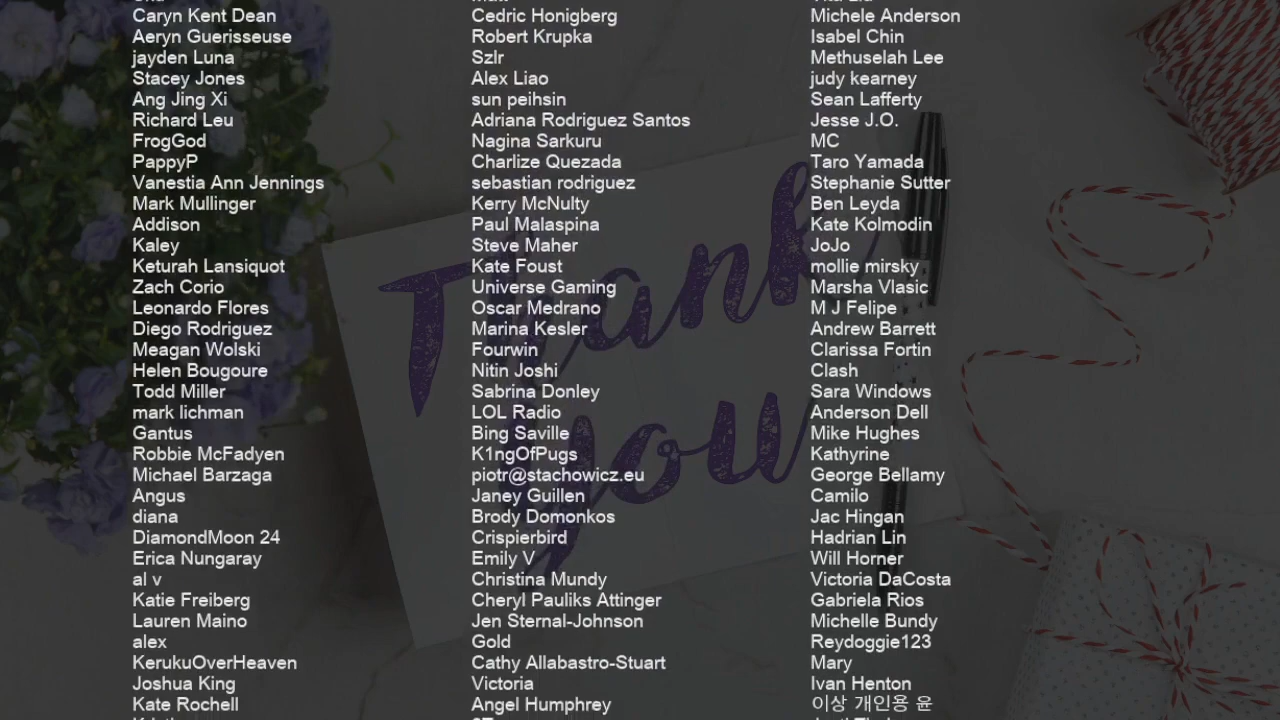 Caryn Kent Dean
Aeryn Guerisseuse
jayden Luna
Stacey Jones
Ang Jing Xi
Richard Leu
FrogGod
PappyP
Vanestia Ann Jennings
Mark Mullinger
Addison
Kaley
Keturah Lansiquot
Zach Corio
Leonardo Flores
Diego Rodriguez
Meagan Wolski
Helen Bougoure
Todd Miller
mark lichman
Gantus
Robbie McFadyen
Michael Barzaga
Angus
diana
DiamondMoon 24
Erica Nungaray
al v
Katie Freiberg
Lauren Maino
alex
KerukuOverHeaven
Joshua King
Kate Rochell
Cedric Honigberg
Robert Krupka
Szlr
Alex Liao
sun peihsin
Adriana Rodriguez Santos
Nagina Sarkuru
Charlize Quezada
sebastian rodriguez
Kerry McNulty
Paul Malaspina
Steve Maher
Kate Foust
Universe Gaming
Oscar Medrano
Marina Kesler
Fourwin
Nitin Joshi
Sabrina Donley
LOL Radio
Bing Saville
K1ngOfPugs
piotr@stachowicz.eu
Janey Guillen
Brody Domonkos
Crispierbird
Emily V
Christina Mundy
Cheryl Pauliks Attinger
Jen Sternal-Johnson
Gold
Cathy Allabastro-Stuart
Victoria
Angel Humphrey
Michele Anderson
Isabel Chin
Methuselah Lee
judy kearney
Sean Lafferty
Jesse J.O.
MC
Taro Yamada
Stephanie Sutter
Ben Leyda
Kate Kolmodin
JoJo
mollie mirsky
Marsha Vlasic
M J Felipe
Andrew Barrett
Clarissa Fortin
Clash
Sara Windows
Anderson Dell
Mike Hughes
Kathyrine
George Bellamy
Camilo
Jac Hingan
Hadrian Lin
Will Horner
Victoria DaCosta
Gabriela Rios
Michelle Bundy
Reydoggie123
Mary
Ivan Henton
이상 개인용 윤
Thank
you